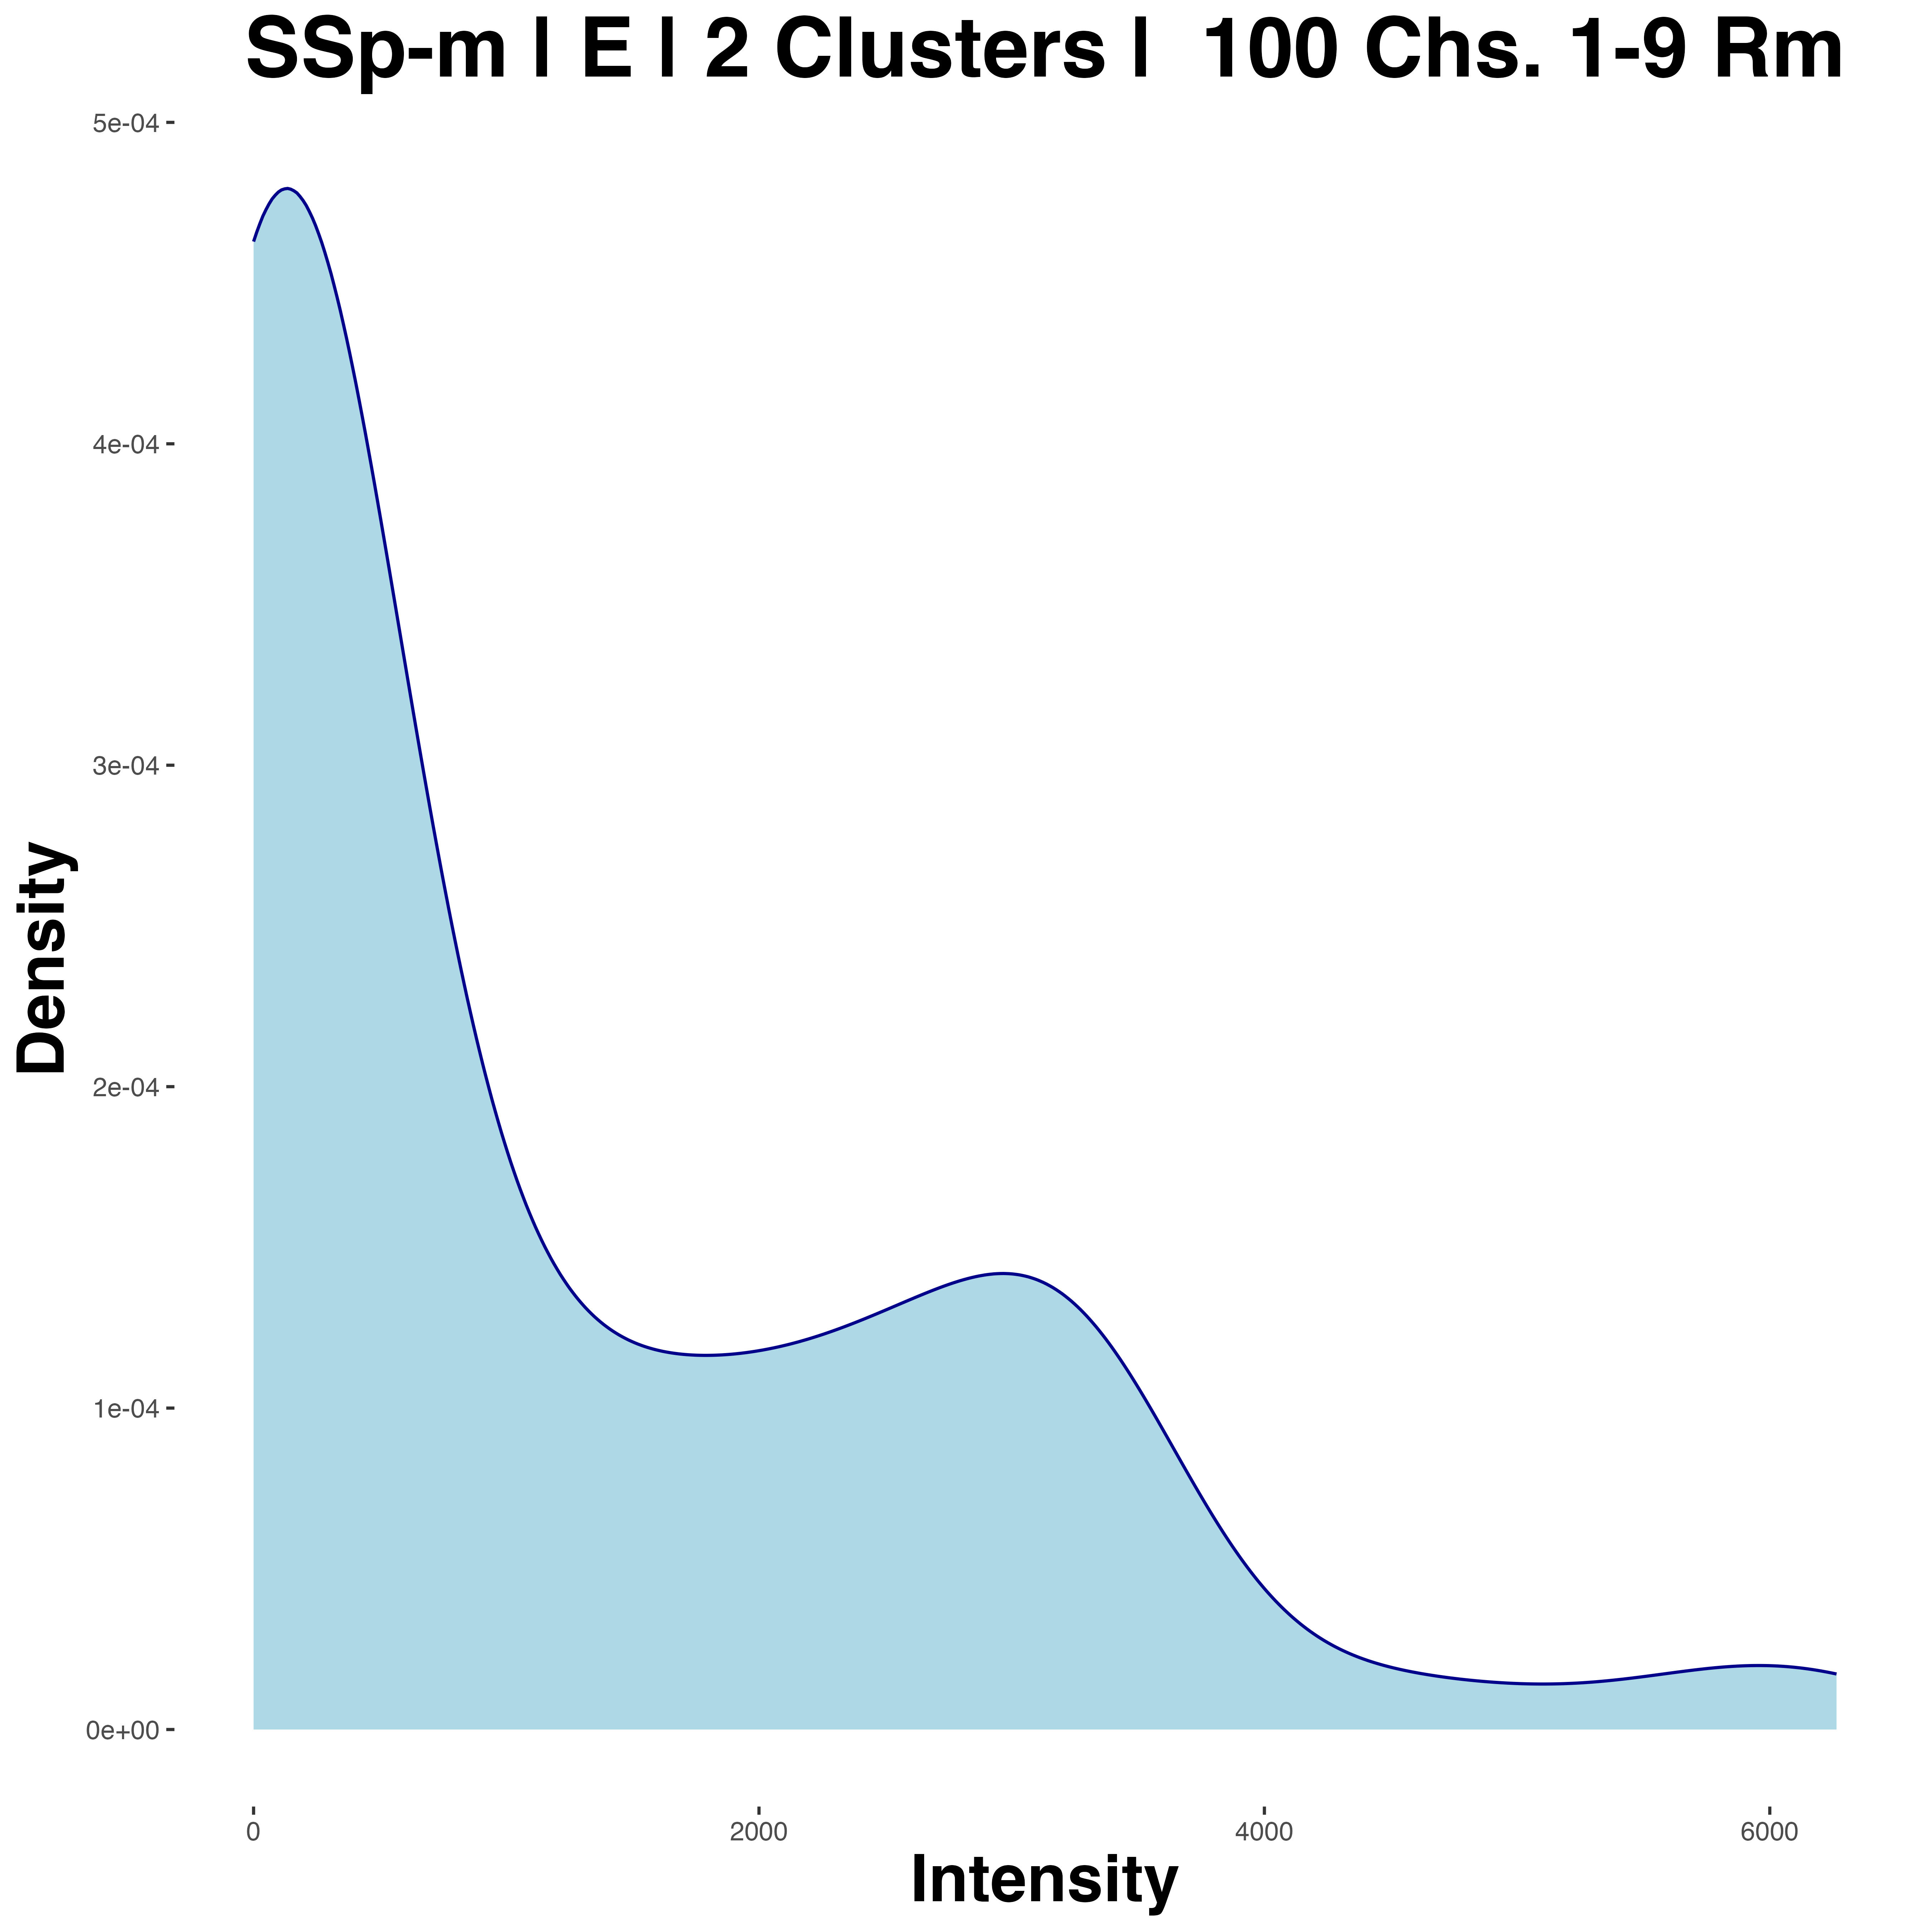 SSp-m | E | 2 Clusters |  100 Chs. 1-9 Rm
5e-04
4e-04
3e-04
2e-04
1e-04
0e+00
Density
0 2000 4000 6000
Intensity